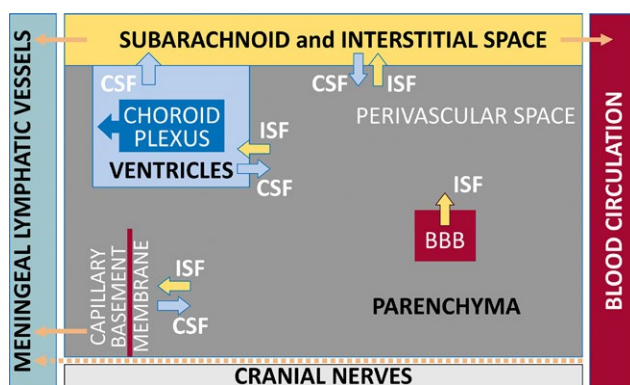 SUBARACHNOID and INTERSTITIAL SPACE
CSF
CSF
ISF
CHOROID
PLEXUS
ISF
PERIVASCULAR SPACE
VENTRICLES
CSF
ISF
BBB
CAPILLARY
BASEMENT
MEMBRANE
ISF
CSF
PARENCHYMA
CRANIAL NERVES
MENINGEAL LYMPHATIC VESSELS
BLOOD CIRCULATION